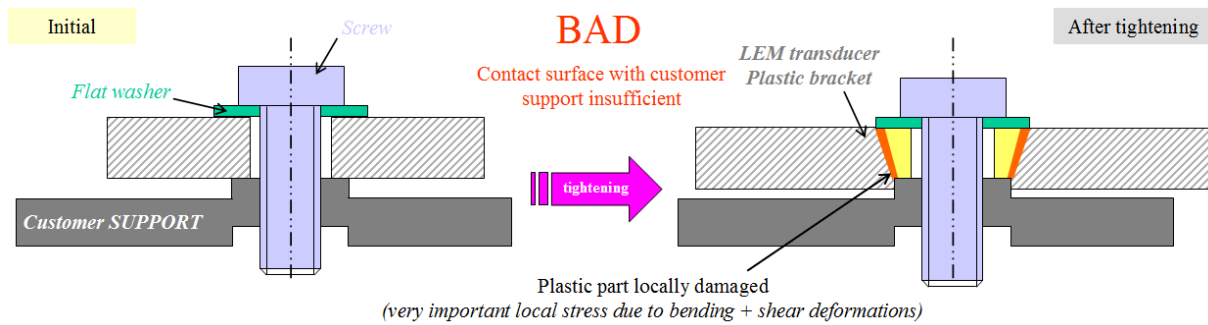 Initial
Screw
BAD
After tightening
Contact surface with customer
support insufficient
LEM transducer
Plastic bracket
Flat washer
tightening
Customer SUPPORT
Plastic part locally damaged
(very important local stress due to bending + shear deformations)